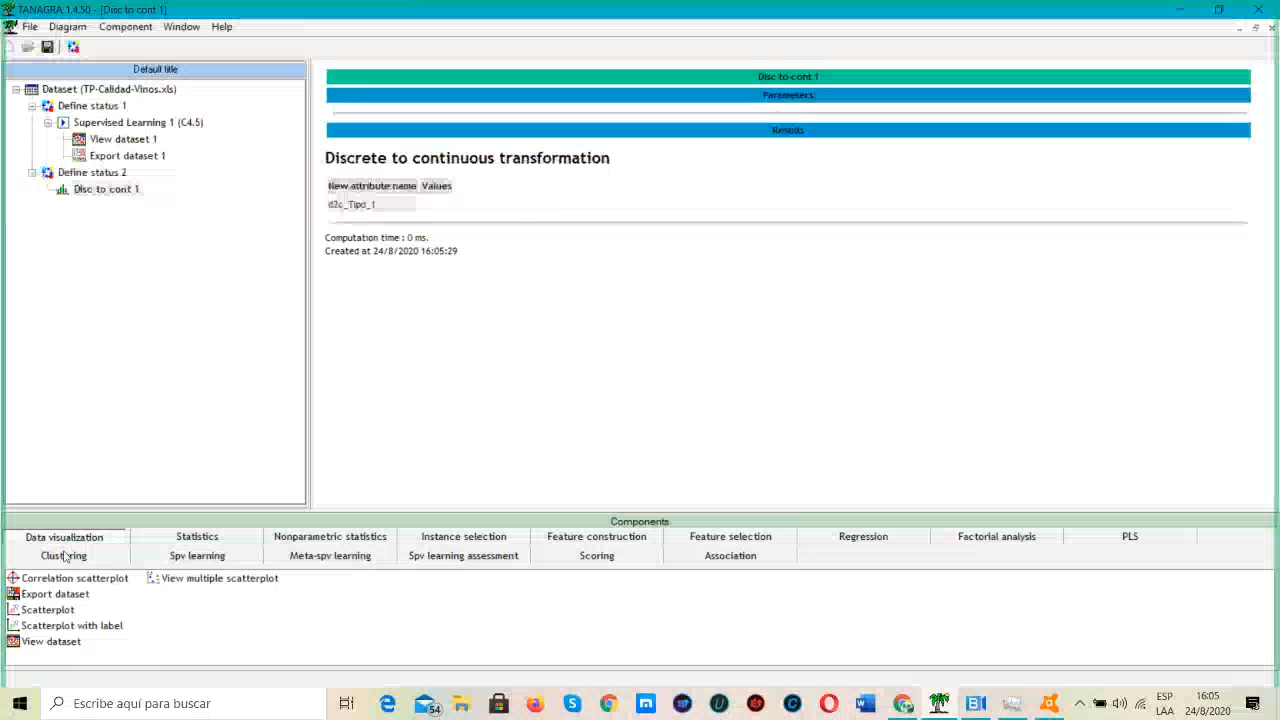 TANAGRA 1.4.50 - [Disc to cont 1]
File Diagram Component Window Help
Default title
Dataset (TP-Calidad-Vinos.xls)
Define status 1
Supervised Learning 1 (C4.5)
View dataset 1
Export dataset 1
Define status 2
Disc to cont 1
Disc to cont 1
Parameters
Results
Discrete to continuous transformation
New attribute name Values
d2c_Tipo_1
Computation time : 0 ms.
Created at 24/8/2020 16:05:29
Components
Data visualization Statistics Nonparametric statistics Instance selection Feature construction Feature selection Regression Factorial analysis PLS
Clustering Spv learning Meta-spv learning Spv learning assessment Scoring Association
Correlation scatterplot View multiple scatterplot
Export dataset
Scatterplot
Scatterplot with label
View dataset
Escribe aquí para buscar
54
ESP
LAA
16:05
24/8/2020